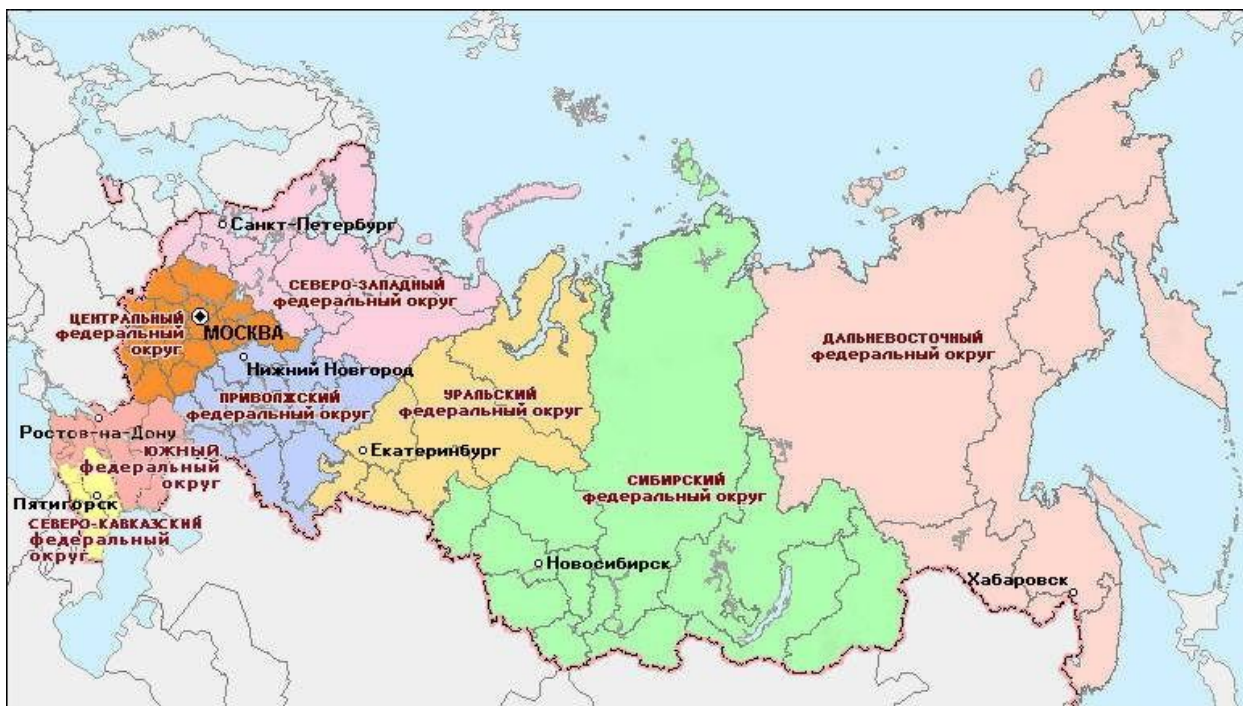 Санкт-Петербург
СЕВЕРО-ЗАПАДНЫЙ
федеральный округ
ЦЕНТРАЛЬНЫЙ
федеральный
округ
МОСКВА
Нижний Новгород
ПРИВОЛЖСКИЙ
федеральный округ
УРАЛЬСКИЙ
федеральный округ
ДАЛЬНЕВОСТОЧНЫЙ
федеральный округ
Ростов-на-Дону
ЮЖНЫЙ
федеральный
округ
Екатеринбург
Пятигорск
СЕВЕРО-КАВКАЗСКИЙ
федеральный
округ
СИБИРСКИЙ
федеральный округ
Новосибирск
Хабаровск